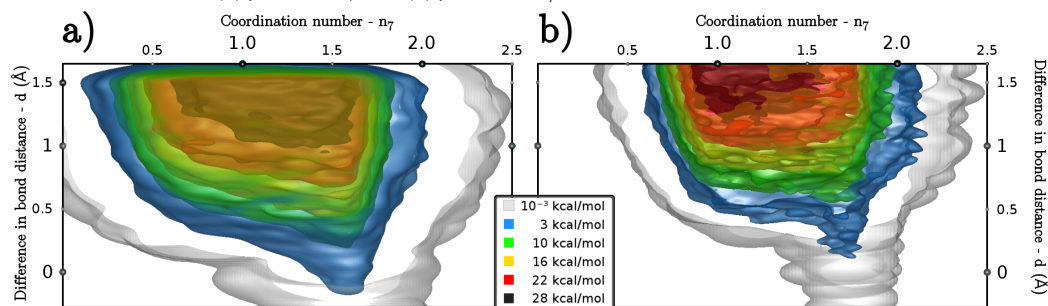 Coordination number - n7
Coordination number - n7
a)
b)
0.5 1.0 1.5 2.0 2.5
0.5 1.0 1.5 2.0 2.5
Difference in bond distance - d (Å)
1.5
1
0.5
0
10⁻³ kcal/mol
3 kcal/mol
10 kcal/mol
16 kcal/mol
22 kcal/mol
28 kcal/mol
1.5
1
0.5
0
Difference in bond distance - d (Å)